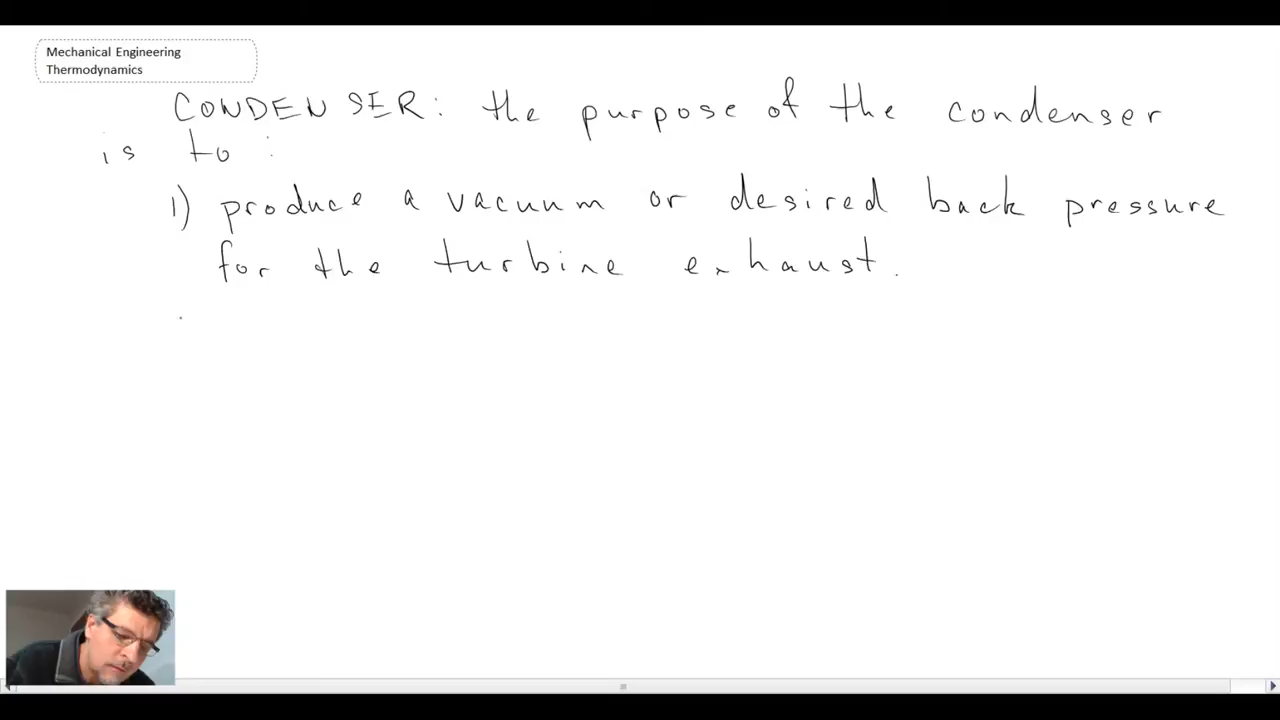 Mechanical Engineering
Thermodynamics
CONDENSER: the purpose of the condenser
is to :
1) produce a vacuum or desired back pressure
for the turbine exhaust.